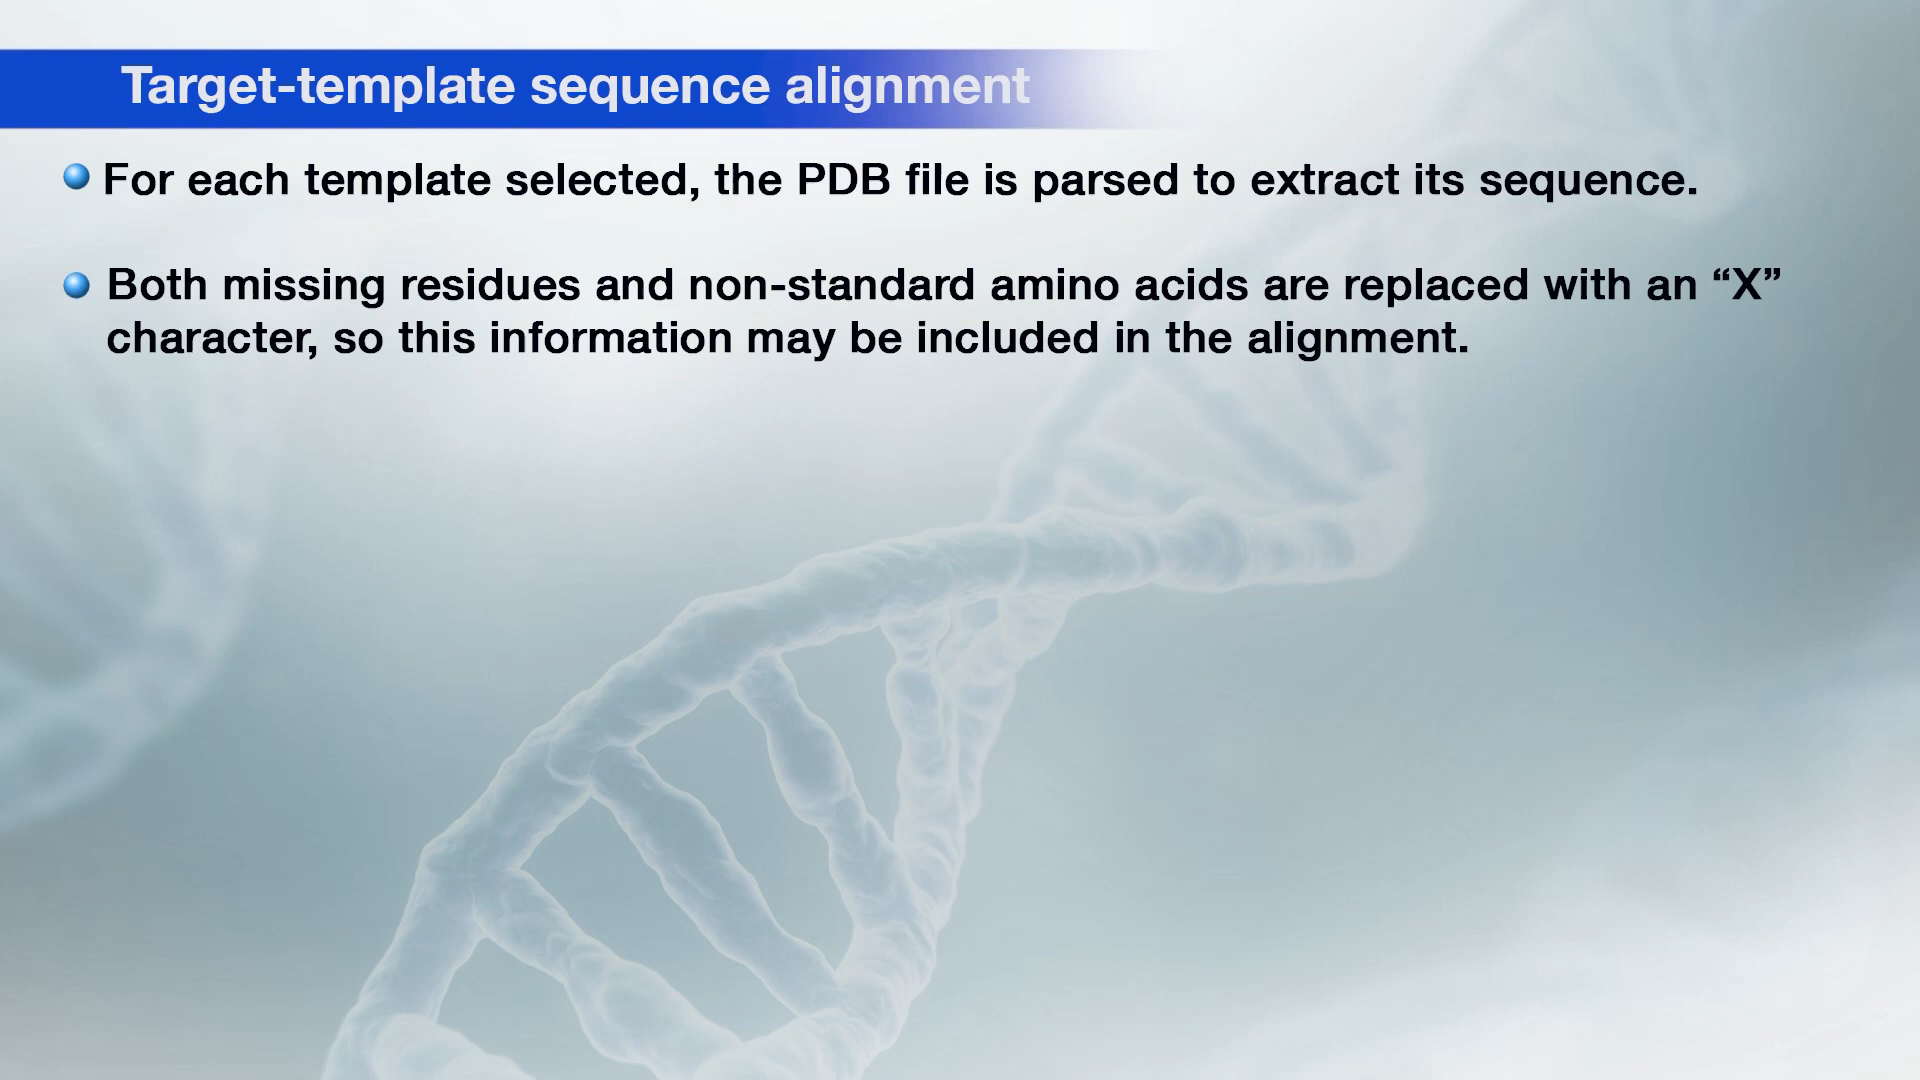 Target-template sequence alignment
For each template selected, the PDB file is parsed to extract its sequence.
Both missing residues and non-standard amino acids are replaced with an “X”
character, so this information may be included in the alignment.